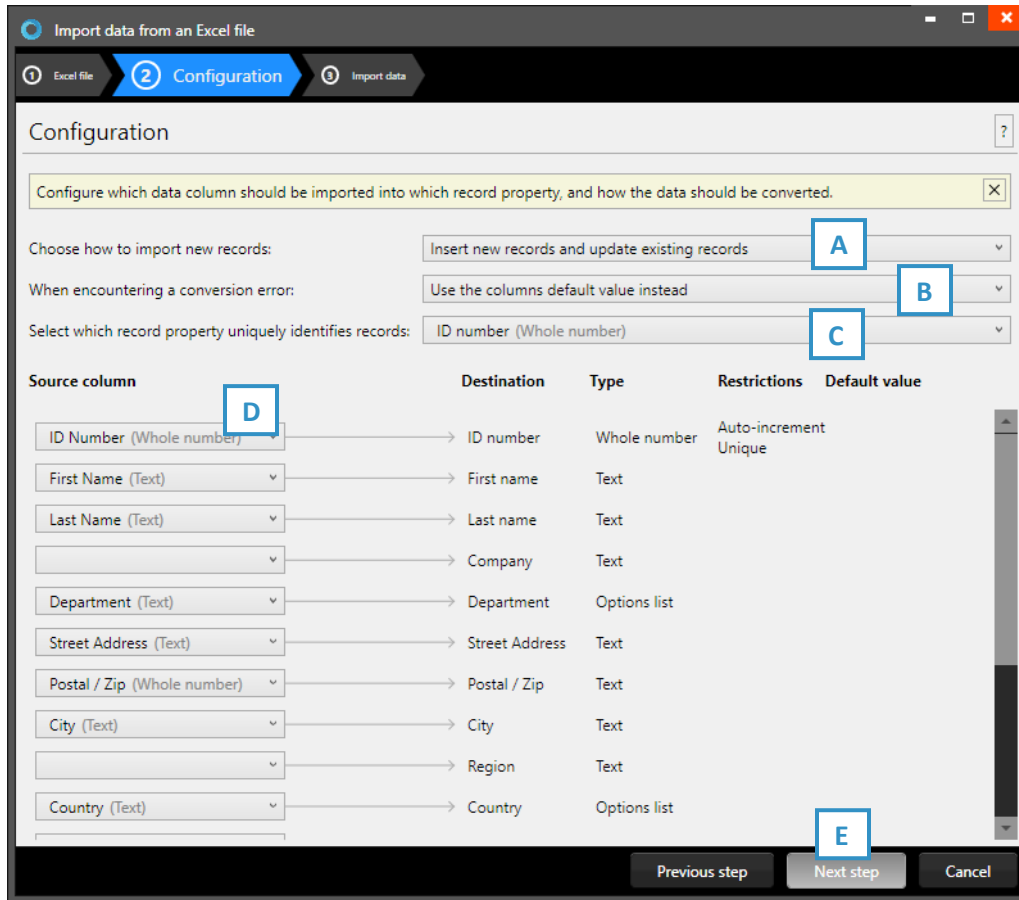 Import data from an Excel file
1 Excel file 2 Configuration 3 Import data
Configuration ?
Configure which data column should be imported into which record property, and how the data should be converted.
Choose how to import new records: Insert new records and update existing records A
When encountering a conversion error: Use the columns default value instead B
Select which record property uniquely identifies records: ID number (Whole number) C
Source column Destination Type Restrictions Default value
D
ID Number (Whole number) ID number Whole number Auto-increment
Unique
First Name (Text) First name Text
Last Name (Text) Last name Text
Company Text
Department (Text) Department Options list
Street Address (Text) Street Address Text
Postal / Zip (Whole number) Postal / Zip Text
City (Text) City Text
Region Text
Country (Text) Country Options list
E
Previous step Next step Cancel